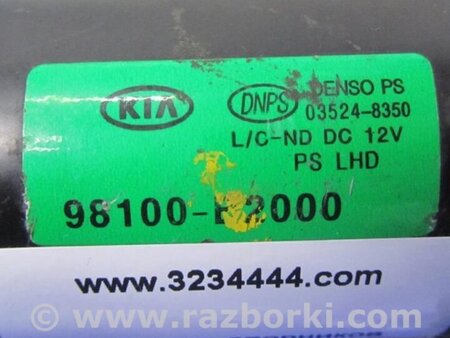 KIA
DNPS
DENSO PS
03524-8350
L/C-ND DC 12V
PS LHD
98100- 2000
www.3234444.com
© www.razborki.com